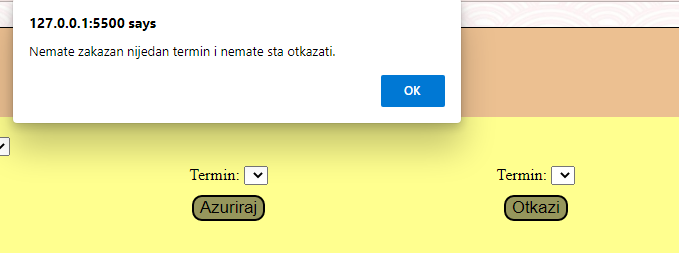 127.0.0.1:5500 says
Nemate zakazan nijedan termin i nemate sta otkazati.
OK
Termin: Termin:
Azuriraj Otkazi